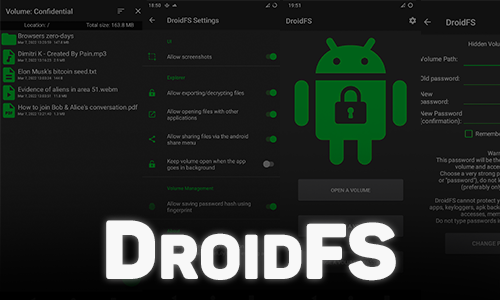 Volume: Confidential
Location: /
Total size: 163.8 MB
Browsers zero-days
Dimitri K - Created By Pain.mp3
Elon Musk's bitcoin seed.txt
Evidence of aliens in area 51.webm
How to join Bob & Alice's conversation.pdf
18:50
DroidFS Settings
UI
Allow screenshots
Explorer
Allow exporting/decrypting files
Allow opening files with other
applications
Allow sharing files via the android
share menu
Keep volume open when the app
goes in background
Volume Management
Allow saving password hash using
fingerprint
19:51
DroidFS
OPEN A VOLUME
DroidFS
Hidden Volum
Volume Path:
Old password:
New
password:
New Password
(confirmation):
Remembe
Warn
This password will be th
volume and acces
Choose a very strong p
or "password"), do not
(preferably onl
DroidFS cannot protect y
apps, keyloggers, apk back
accesses, mem
Do not type passwords
CHANGE P
DROIDFS